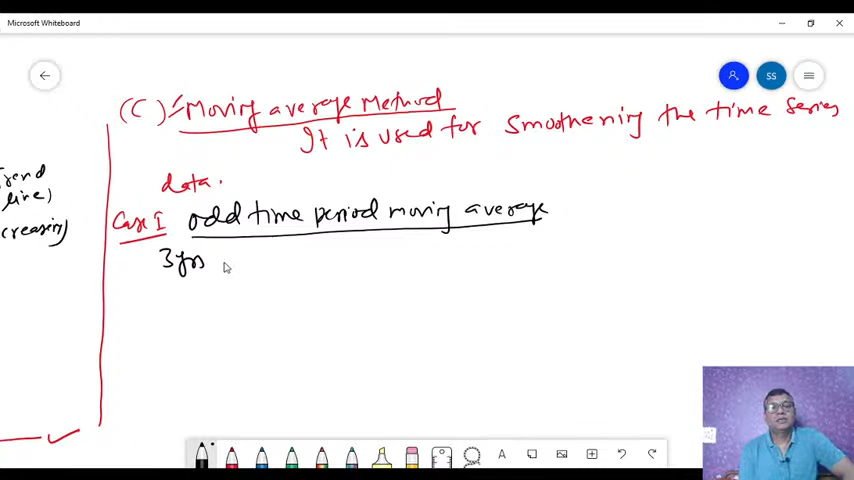 Microsoft Whiteboard
SS
(C) Moving average Method
It is used for Smoothening the time Series
data.
Case I odd time period moving average
3yrs
Trend
line)
creasing